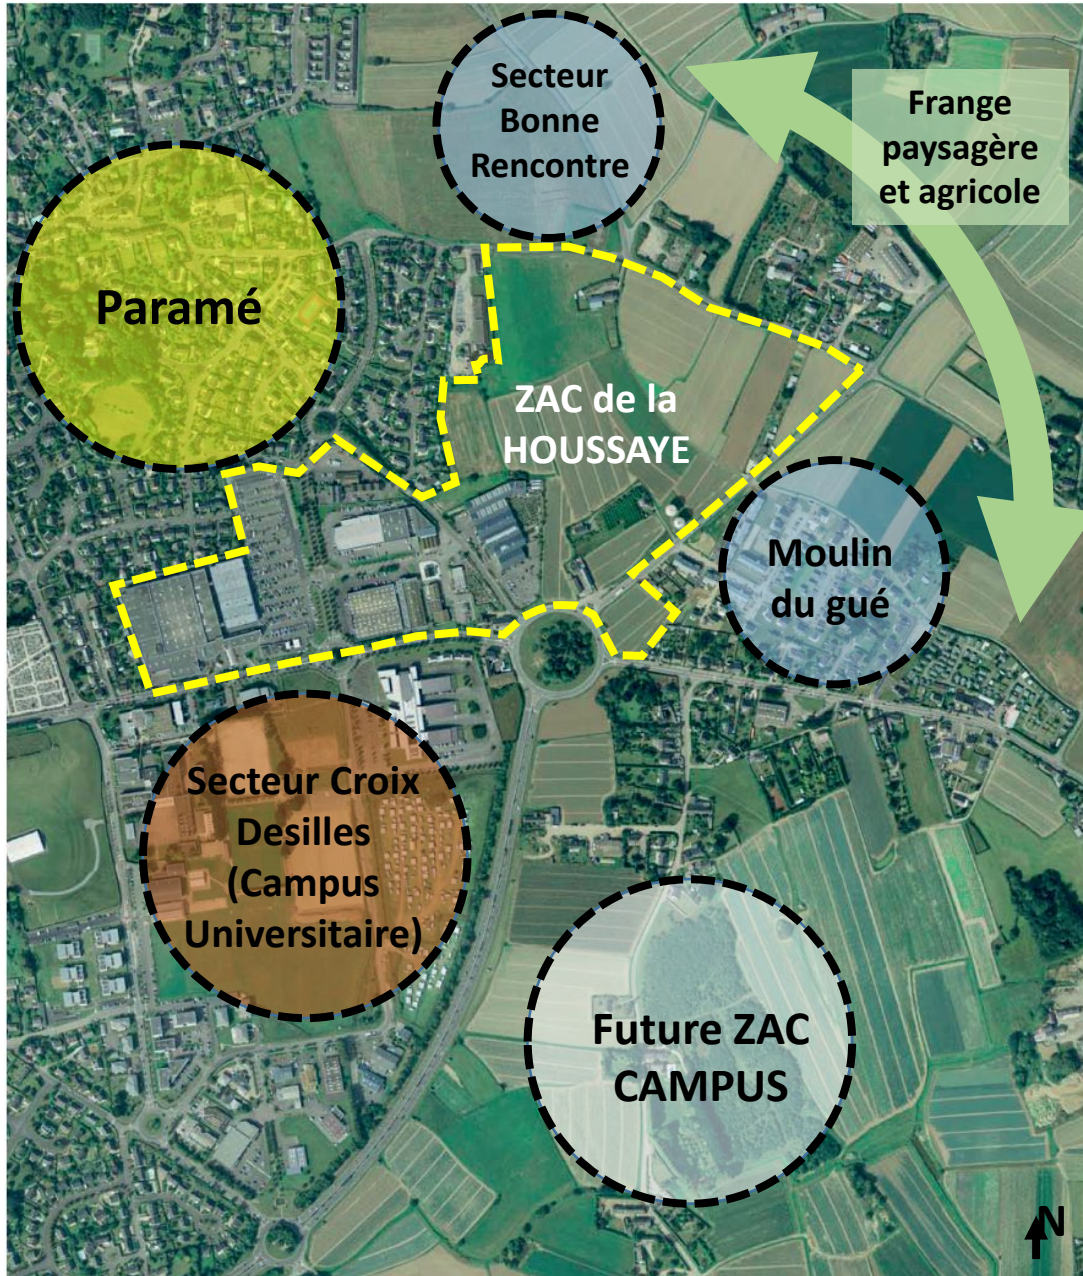 Secteur
Bonne
Rencontre
Frange
paysagère
et agricole
Paramé
ZAC de la
HOUSSAYE
Moulin
du gué
Secteur Croix
Desilles
(Campus
Universitaire)
Future ZAC
CAMPUS
N